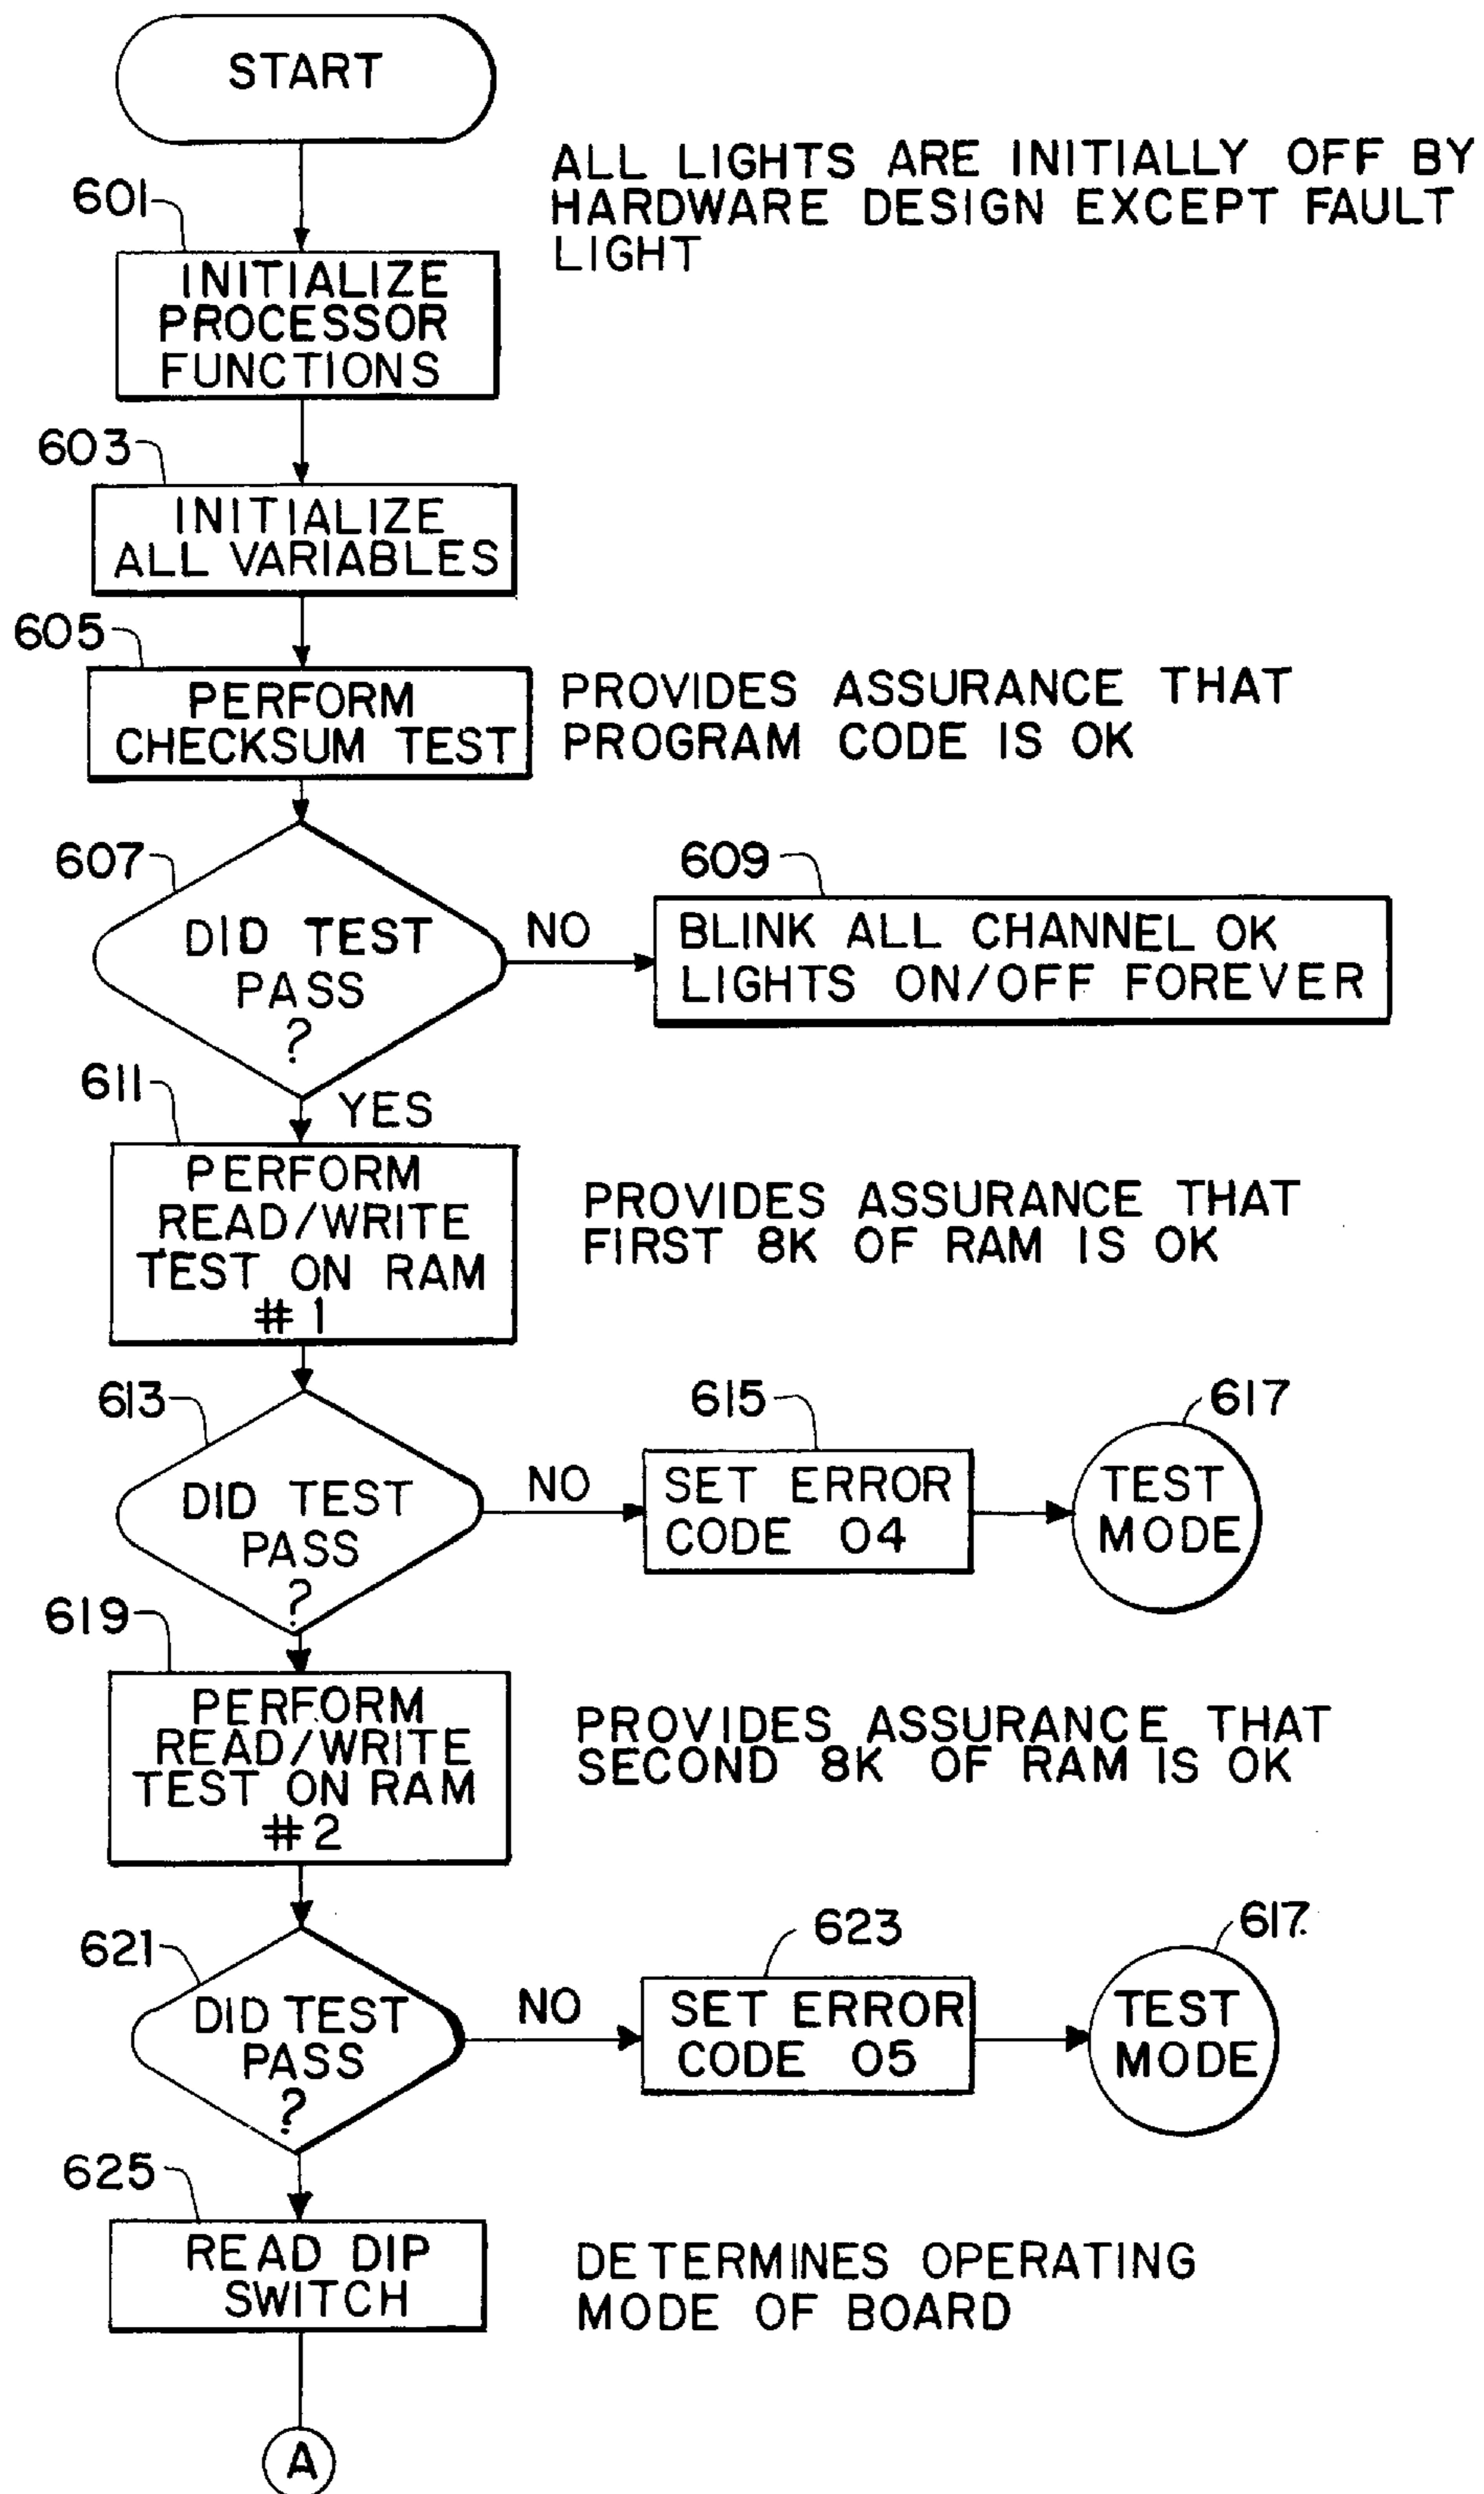 START
ALL LIGHTS ARE INITIALLY OFF BY
HARDWARE DESIGN EXCEPT FAULT
LIGHT
601
INITIALIZE
PROCESSOR
FUNCTIONS
603
INITIALIZE
ALL VARIABLES
605
PERFORM
CHECKSUM TEST
PROVIDES ASSURANCE THAT
PROGRAM CODE IS OK
607
DID TEST
PASS
?
NO
609
BLINK ALL CHANNEL OK
LIGHTS ON/OFF FOREVER
YES
611
PERFORM
READ/WRITE
TEST ON RAM
#1
PROVIDES ASSURANCE THAT
FIRST 8K OF RAM IS OK
613
DID TEST
PASS
?
NO
615
SET ERROR
CODE 04
617
TEST
MODE
619
PERFORM
READ/WRITE
TEST ON RAM
#2
PROVIDES ASSURANCE THAT
SECOND 8K OF RAM IS OK
621
DID TEST
PASS
?
NO
623
SET ERROR
CODE 05
617
TEST
MODE
625
READ DIP
SWITCH
DETERMINES OPERATING
MODE OF BOARD
A